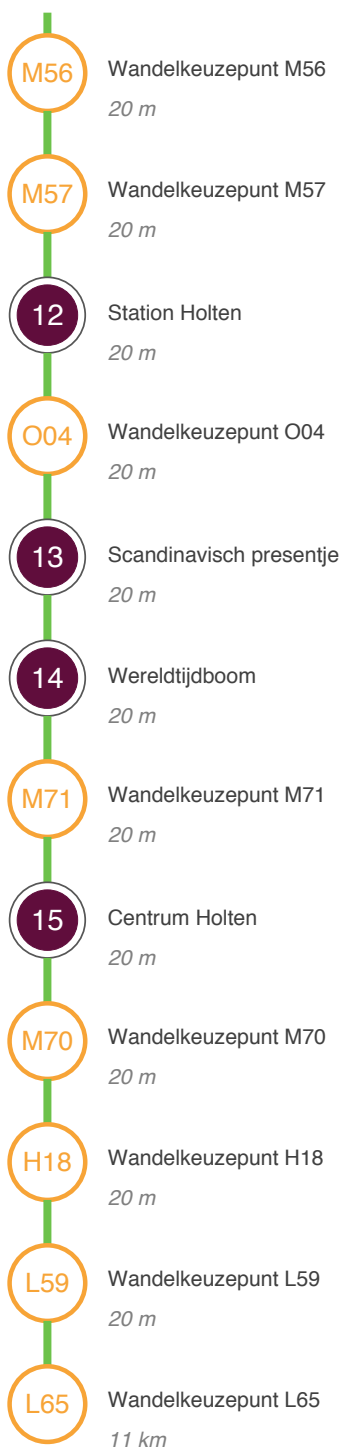 M56
Wandelkeuzepunt M56
20 m
M57
Wandelkeuzepunt M57
20 m
12
Station Holten
20 m
O04
Wandelkeuzepunt O04
20 m
13
Scandinavisch presentje
20 m
14
Wereldtijdboom
20 m
M71
Wandelkeuzepunt M71
20 m
15
Centrum Holten
20 m
M70
Wandelkeuzepunt M70
20 m
H18
Wandelkeuzepunt H18
20 m
L59
Wandelkeuzepunt L59
20 m
L65
Wandelkeuzepunt L65
11 km